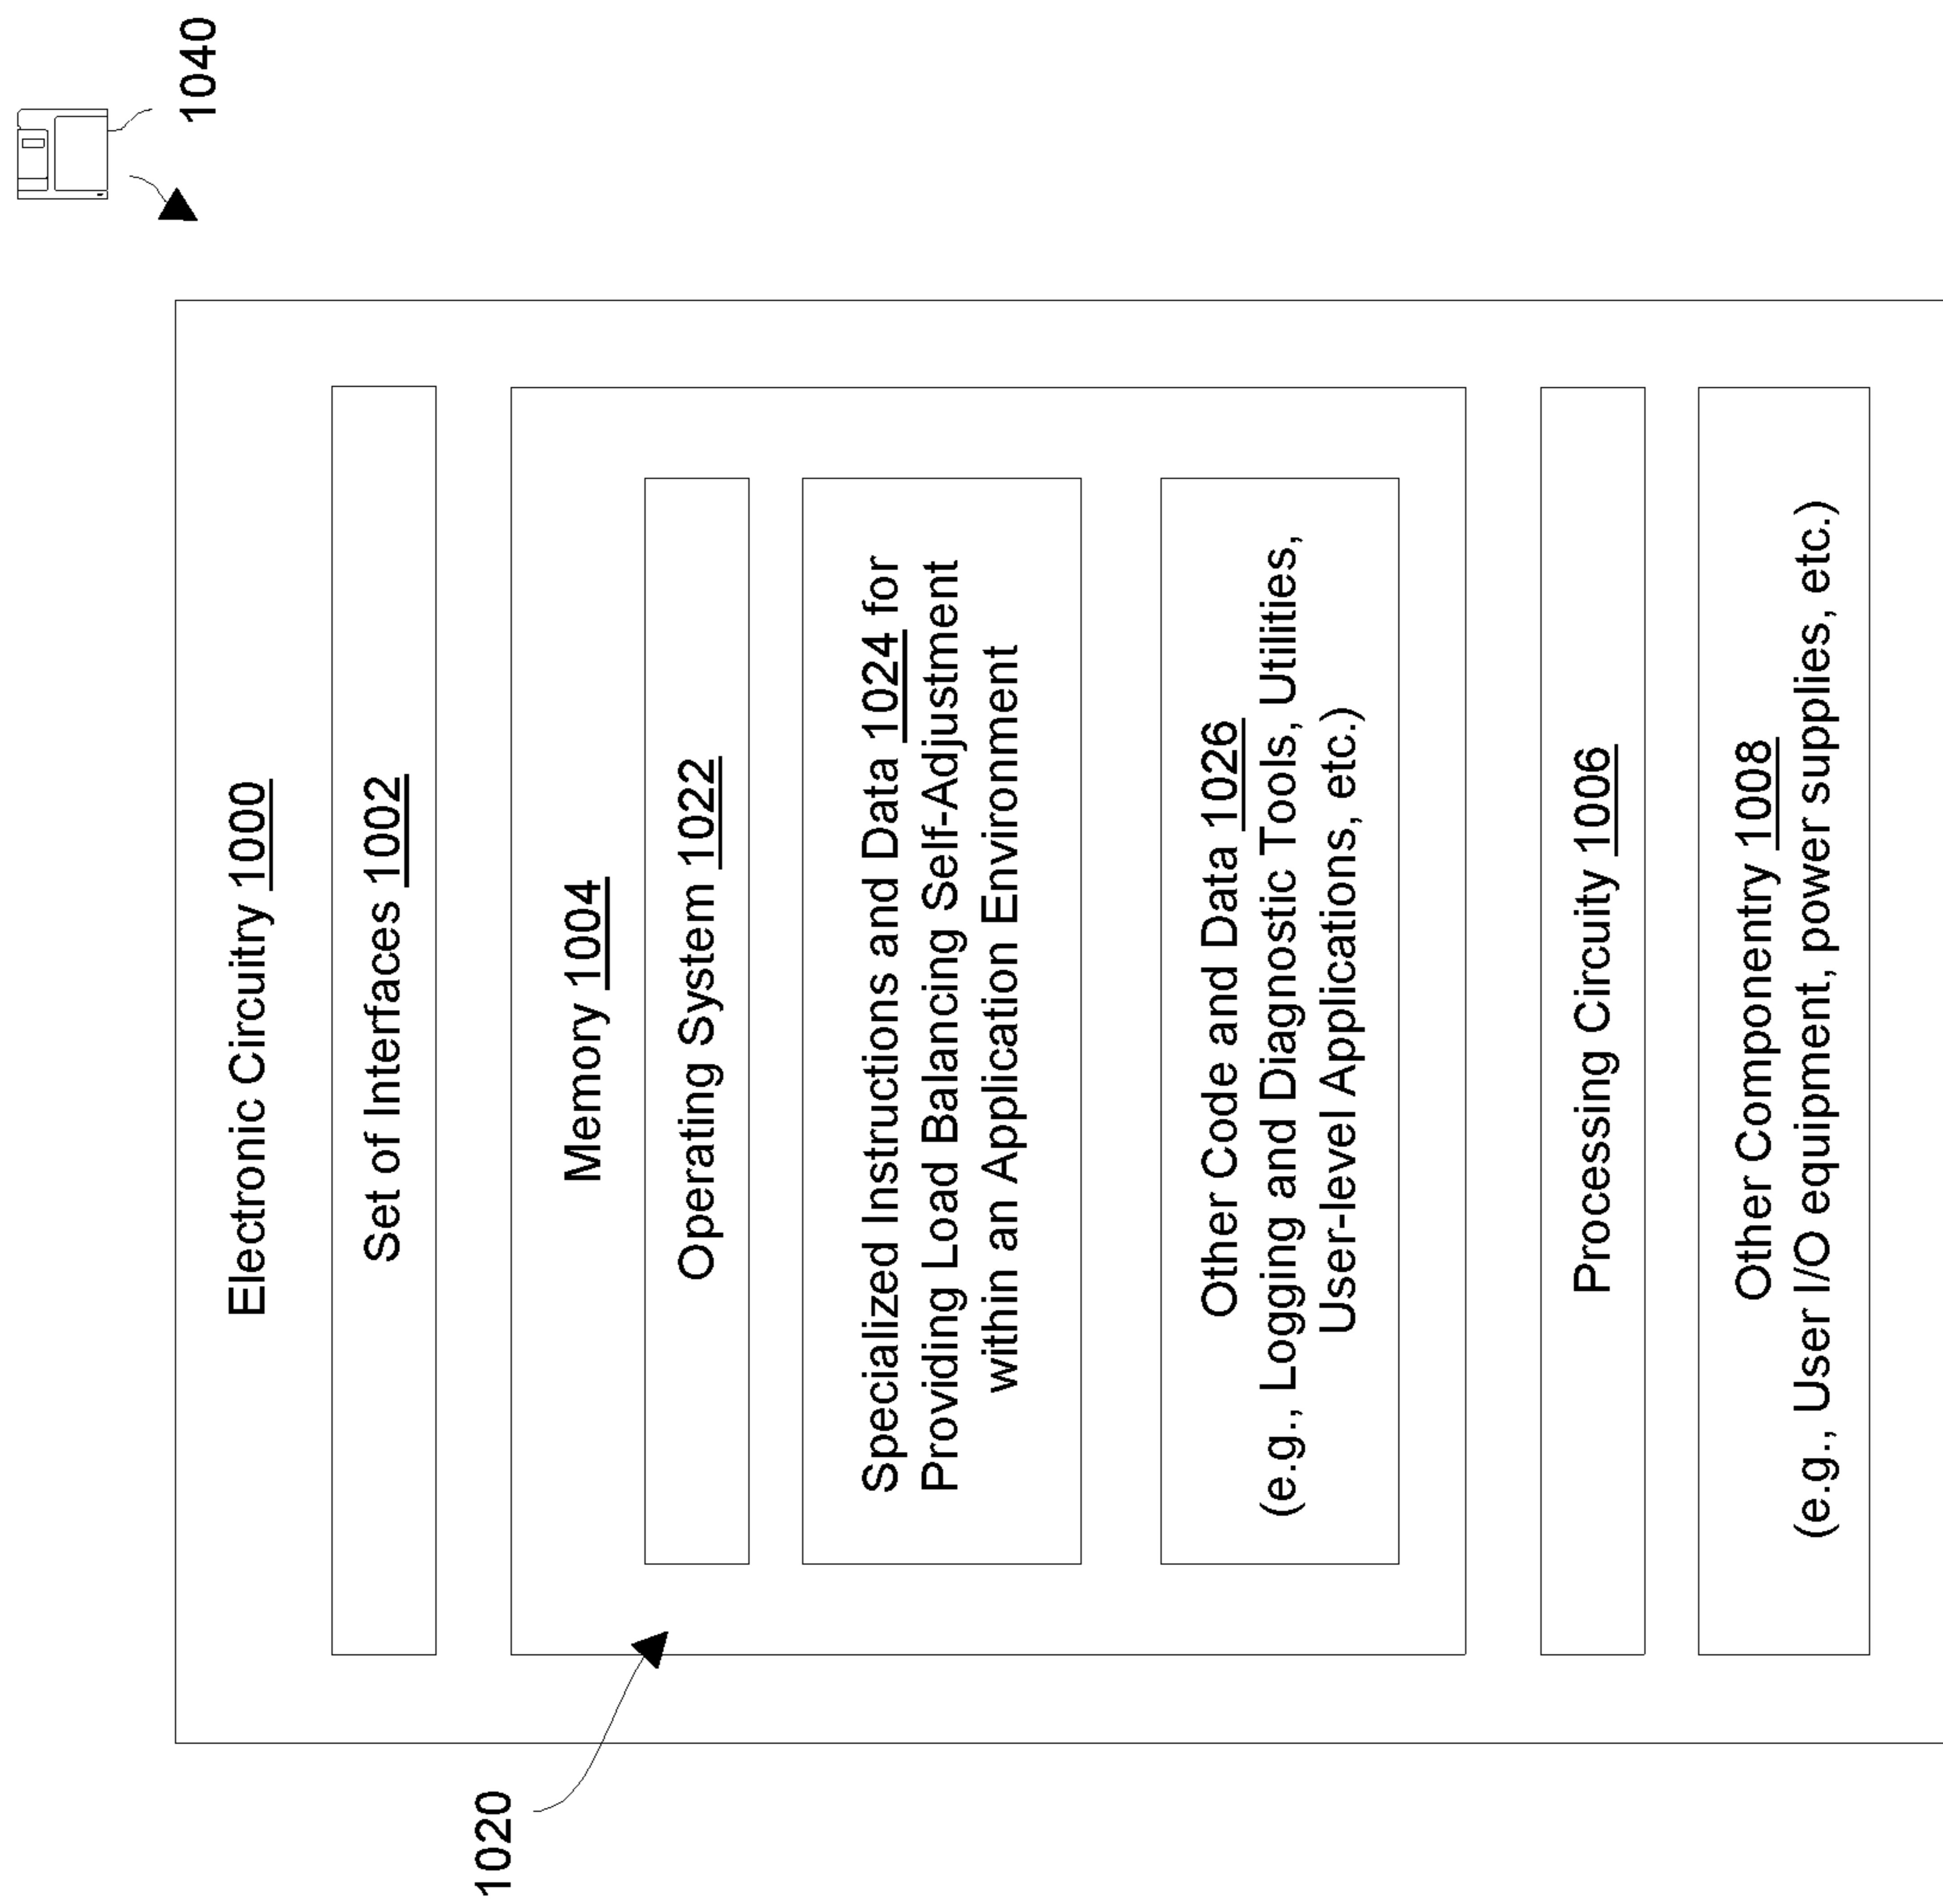 1040
Electronic Circuitry 1000
Set of Interfaces 1002
1020
Memory 1004
Operating System 1022
Specialized Instructions and Data 1024 for
Providing Load Balancing Self-Adjustment
within an Application Environment
Other Code and Data 1026
(e.g., Logging and Diagnostic Tools, Utilities,
User-level Applications, etc.)
Processing Circuity 1006
Other Componentry 1008
(e.g., User I/O equipment, power supplies, etc.)